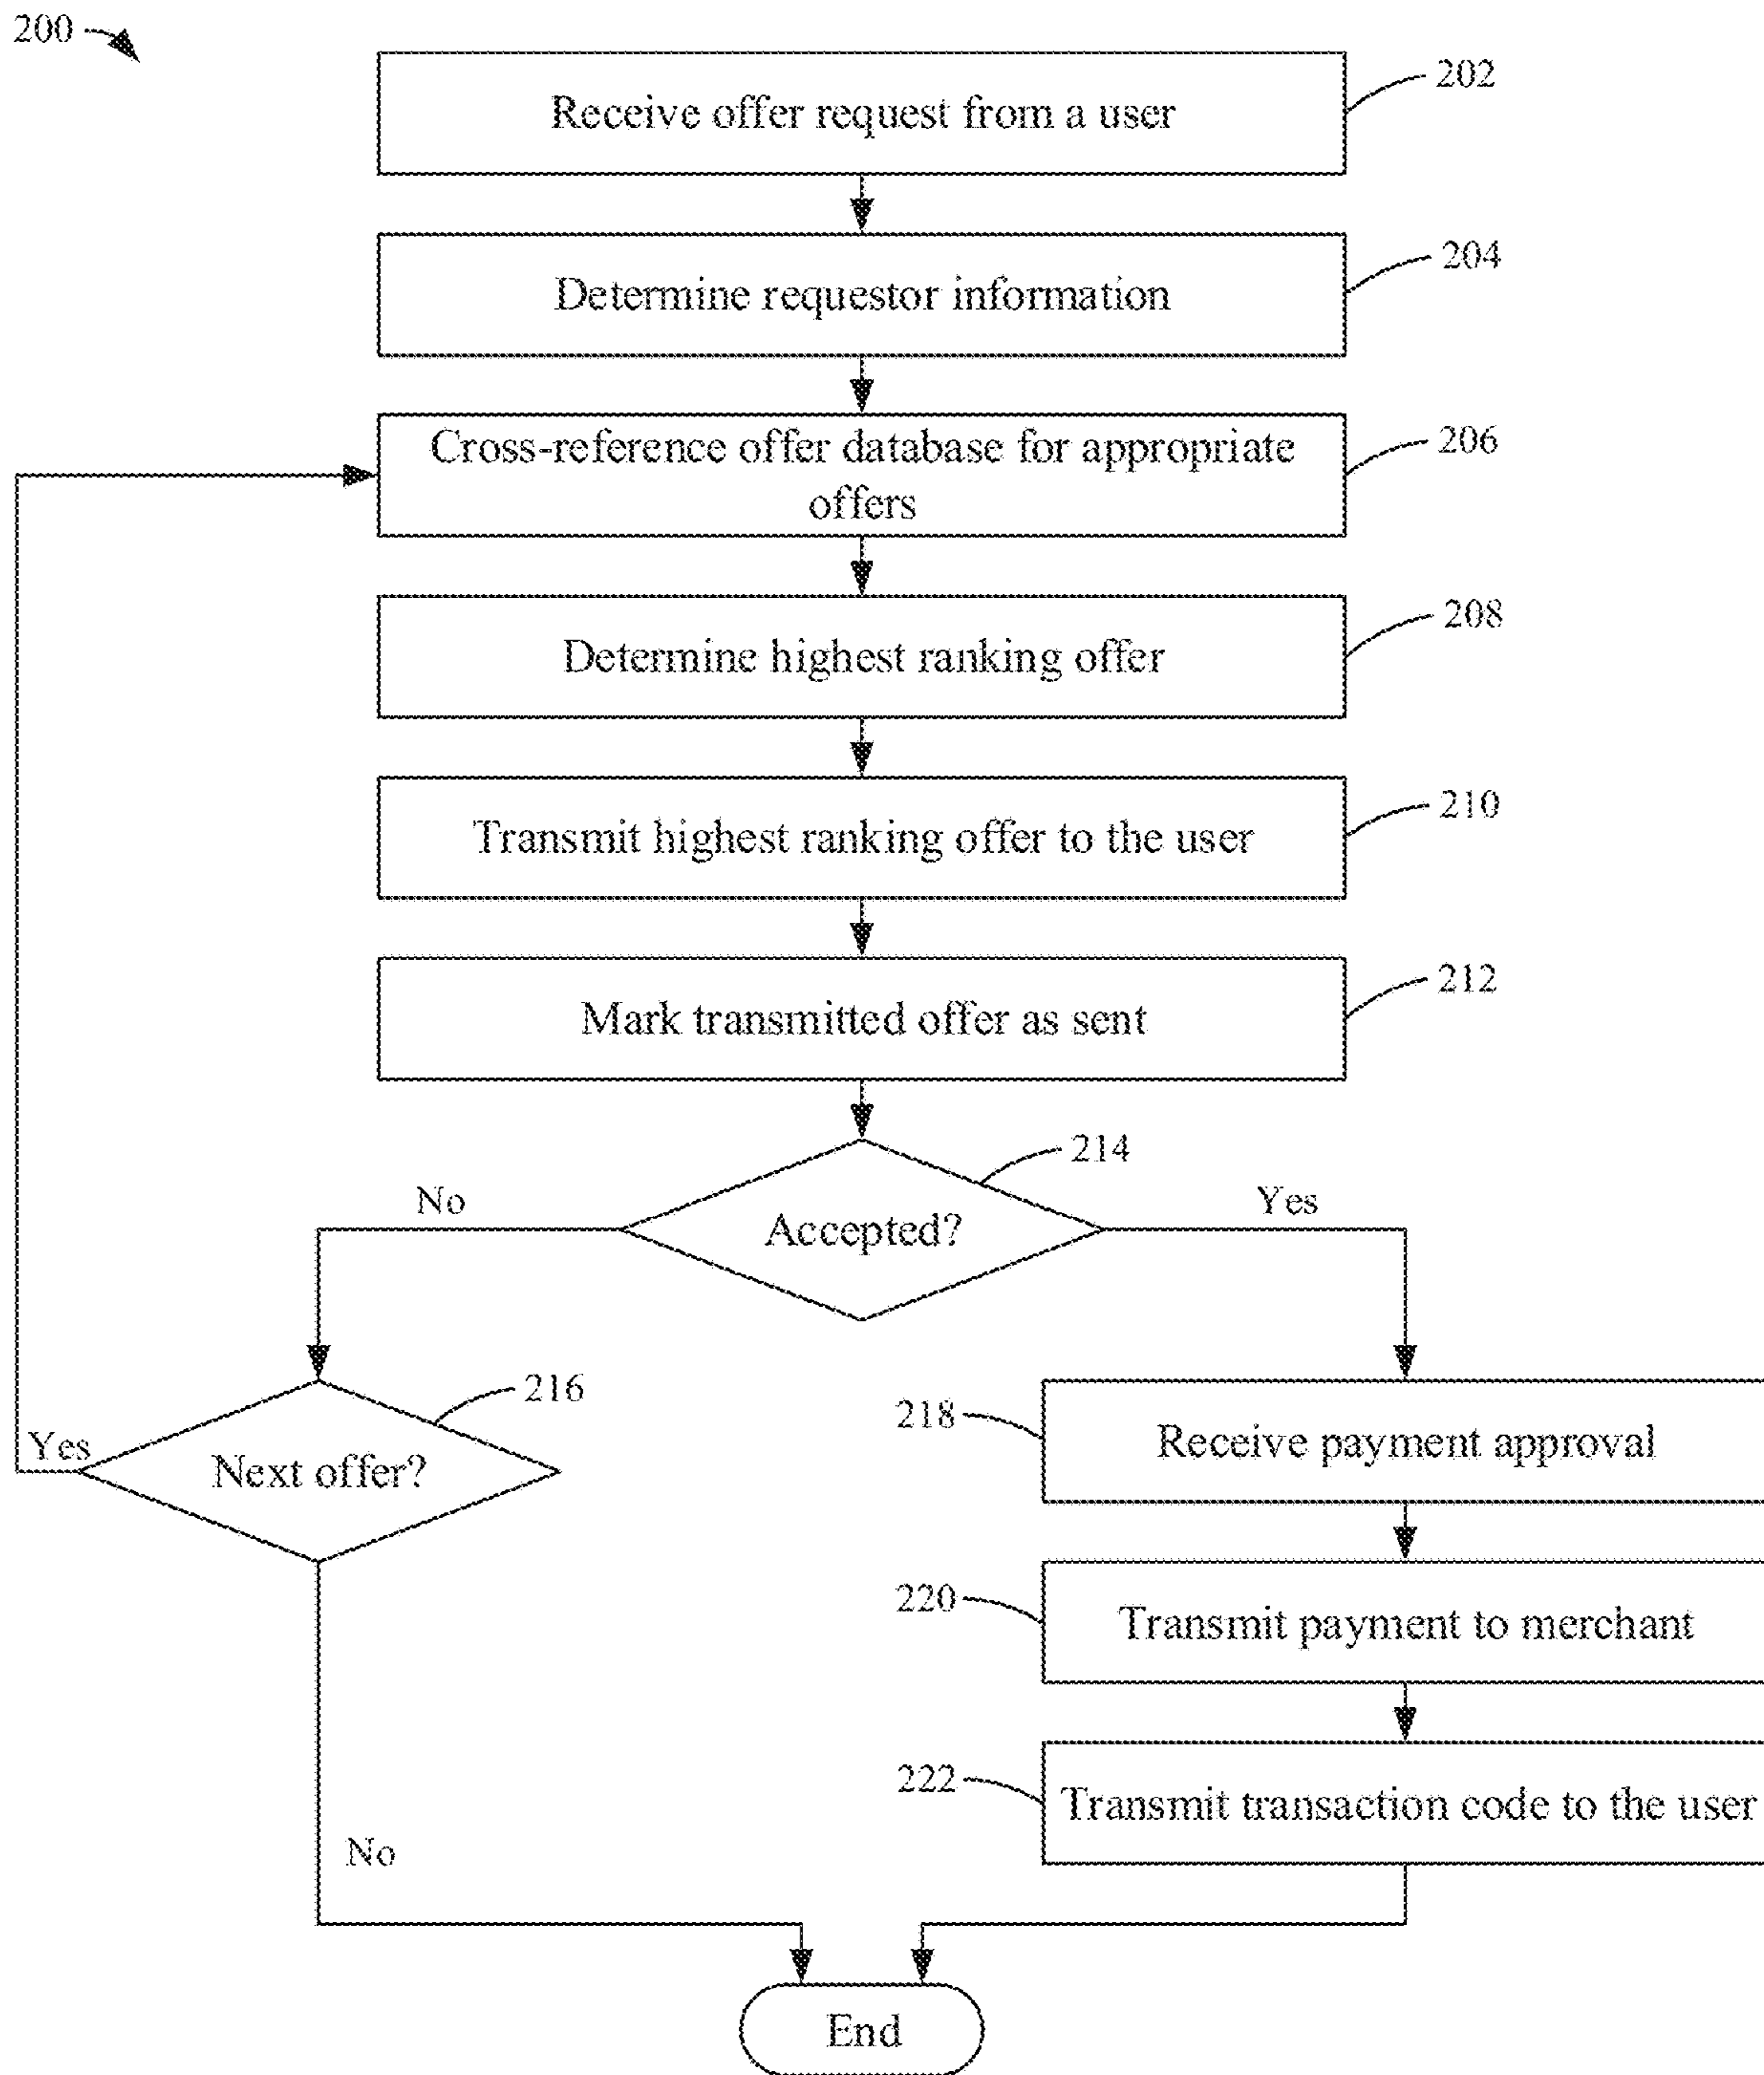 200
Receive offer request from a user
202
Determine requestor information
204
Cross-reference offer database for appropriate
offers
206
Determine highest ranking offer
208
Transmit highest ranking offer to the user
210
Mark transmitted offer as sent
212
Accepted?
214
No
Yes
Next offer?
216
Yes
No
218
Receive payment approval
220
Transmit payment to merchant
222
Transmit transaction code to the user
End